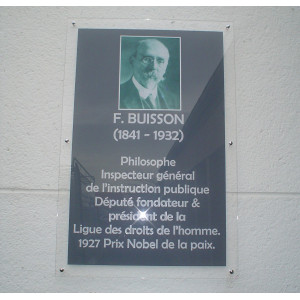 F. BUISSON
(1841 - 1932)
Philosophe
Inspecteur général
de l'instruction publique
Député fondateur &
président de la
Ligue des droits de l'homme.
1927 Prix Nobel de la paix.